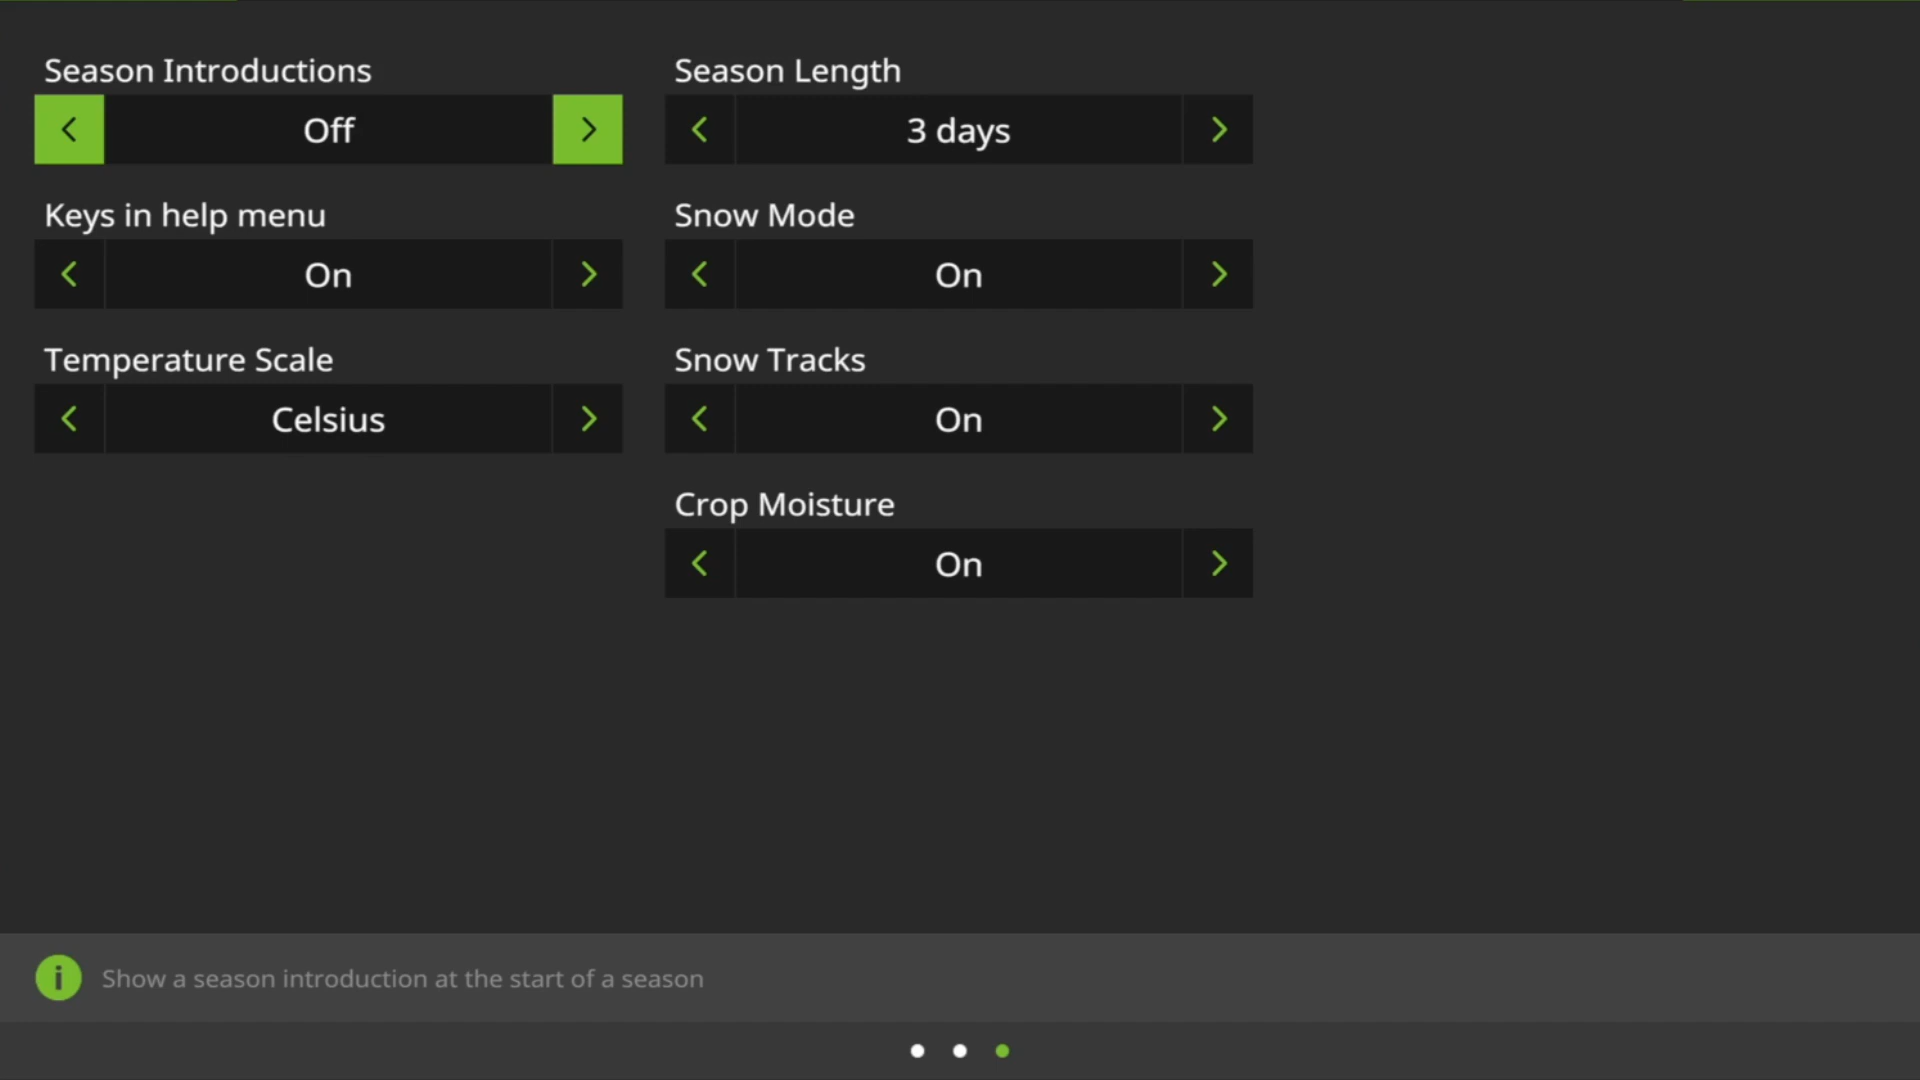 Season Introductions
Off
Keys in help menu
On
Temperature Scale
Celsius
Season Length
3 days
Snow Mode
On
Snow Tracks
On
Crop Moisture
On
Show a season introduction at the start of a season